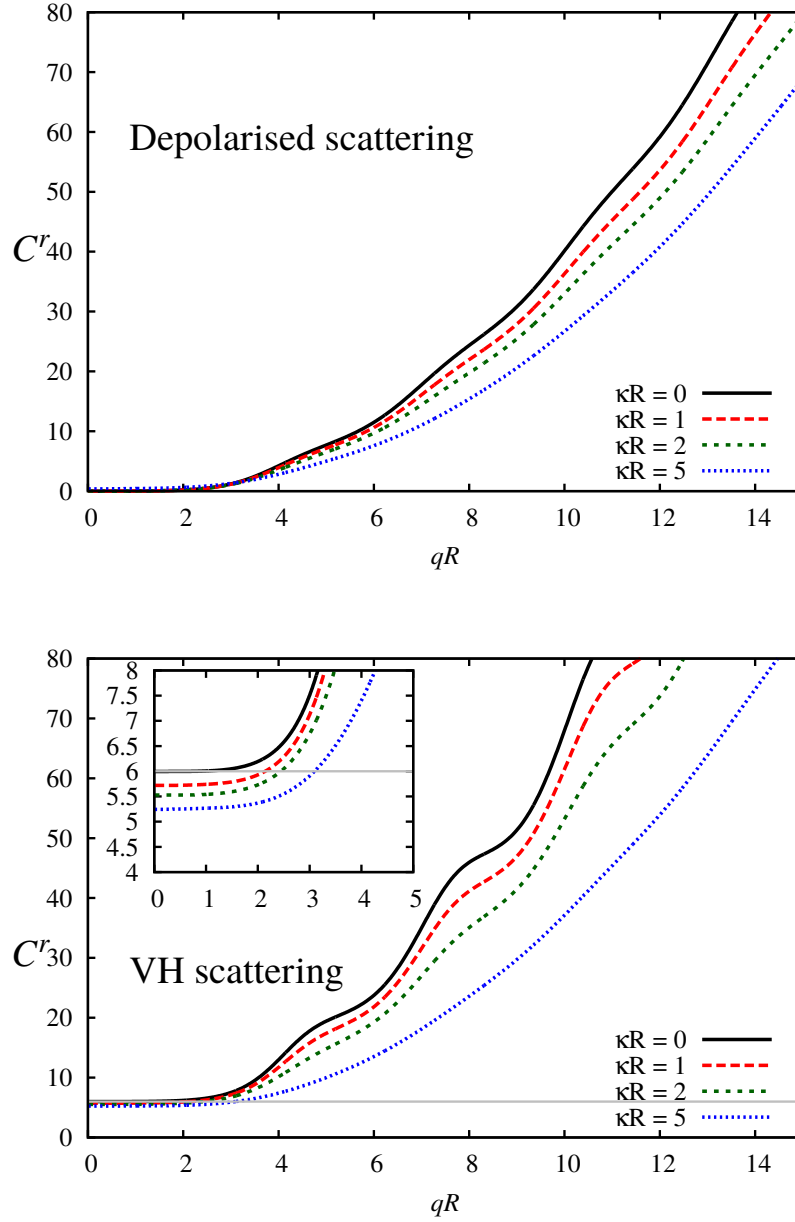 80
70
60
50
40
30
20
10
0
Depolarised scattering
C^r
κR = 0
κR = 1
κR = 2
κR = 5
0 2 4 6 8 10 12 14
qR
80
70
60
50
40
30
20
10
0
8
7.5
7
6.5
6
5.5
5
4.5
4
0 1 2 3 4 5
C^r
VH scattering
κR = 0
κR = 1
κR = 2
κR = 5
0 2 4 6 8 10 12 14
qR